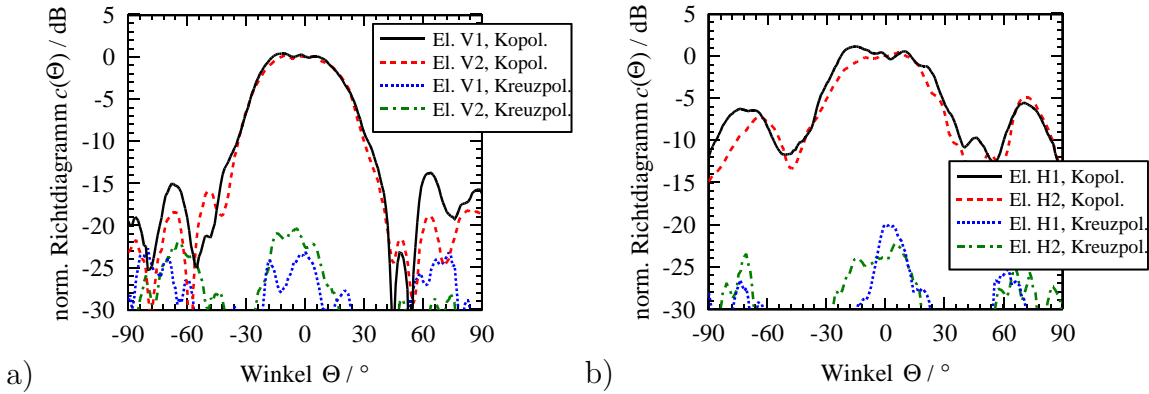 norm. Richtdiagramm c(Θ) / dB
5
0
-5
-10
-15
-20
-25
-30
-90
-60
-30
0
30
60
90
Winkel Θ / °
El. V1, Kopol.
El. V2, Kopol.
El. V1, Kreuzpol.
El. V2, Kreuzpol.
a)
norm. Richtdiagramm c(Θ) / dB
5
0
-5
-10
-15
-20
-25
-30
-90
-60
-30
0
30
60
90
Winkel Θ / °
El. H1, Kopol.
El. H2, Kopol.
El. H1, Kreuzpol.
El. H2, Kreuzpol.
b)